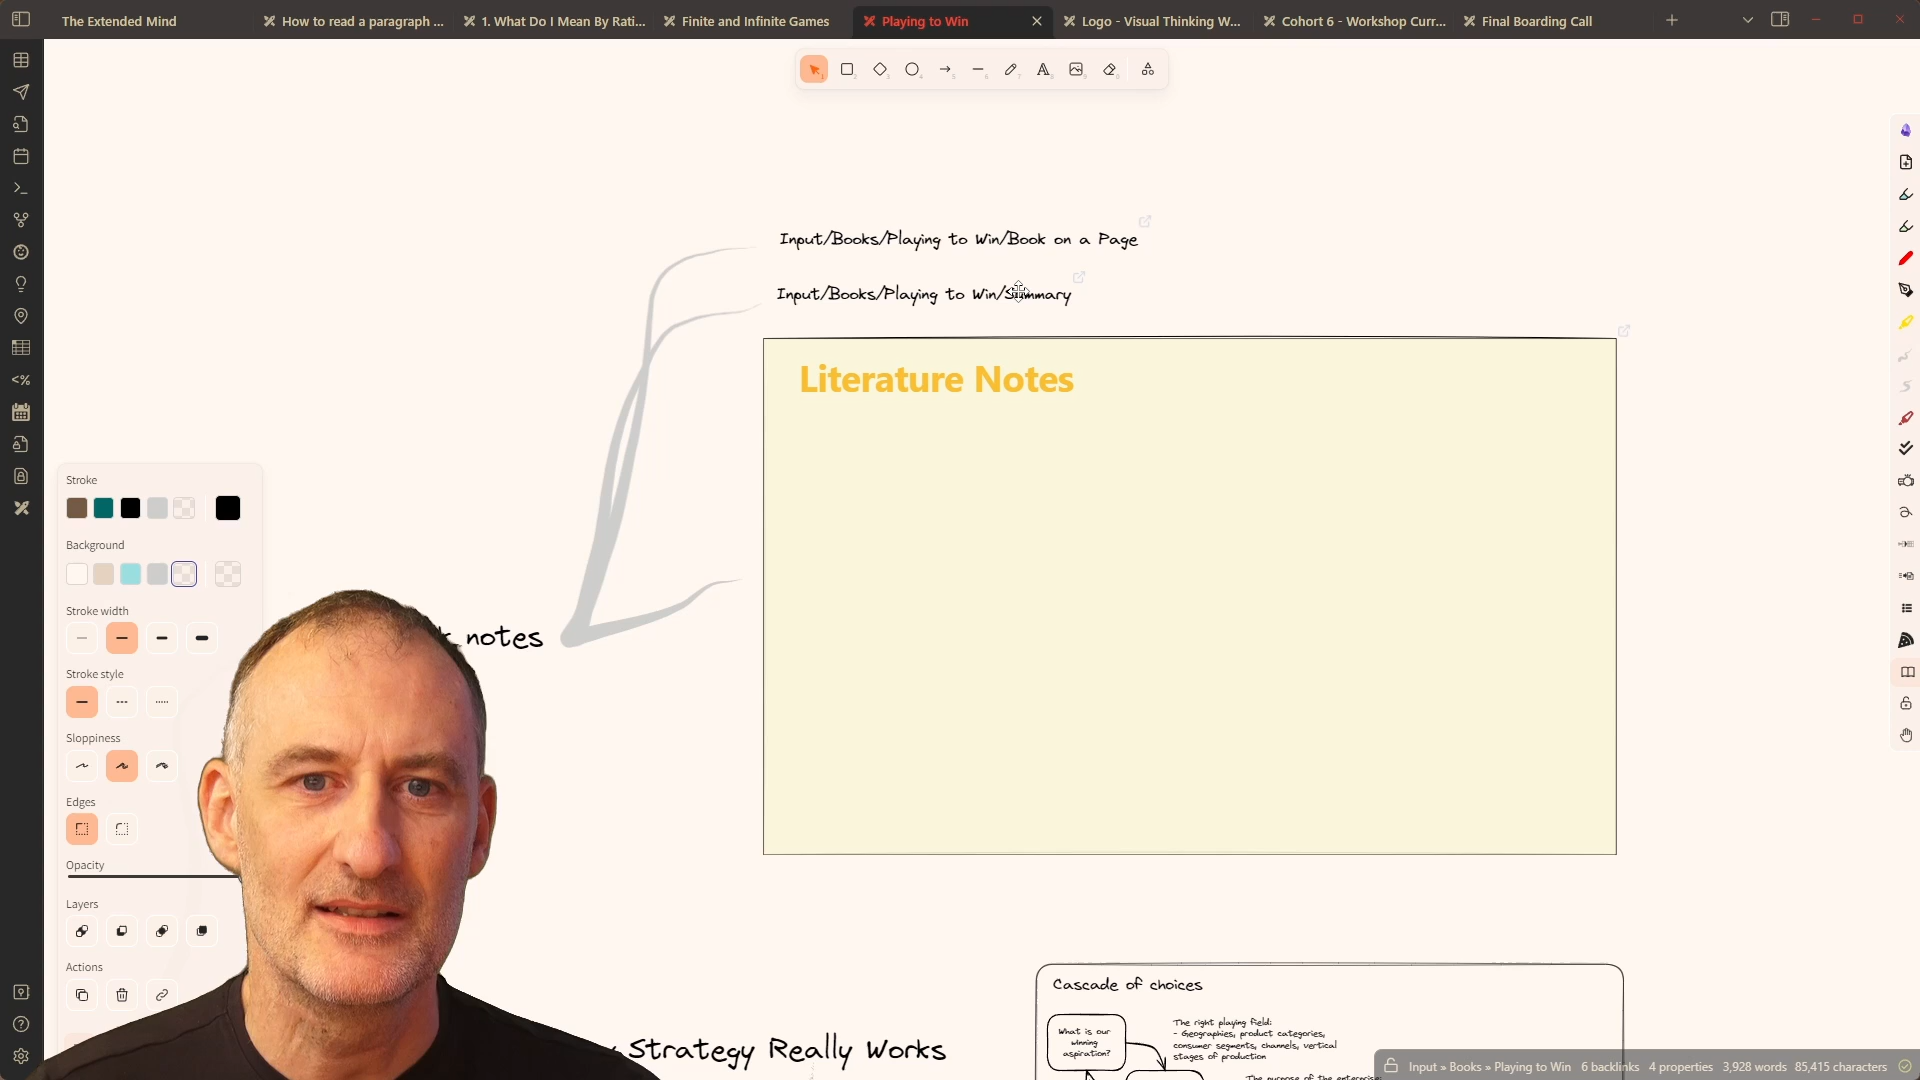 The Extended Mind
How to read a paragraph ...
1. What Do I Mean By Rati...
Finite and Infinite Games
Playing to Win
Logo - Visual Thinking W...
Cohort 6 - Workshop Curr...
Final Boarding Call
Input/Books/Playing to Win/Book on a Page
Input/Books/Playing to Win/Summary
Literature Notes
Stroke
Background
notes
Stroke width
Stroke style
Sloppiness
Edges
Opacity
Layers
Actions
Cascade of choices
What is our
winning
aspiration?
The right playing field:
- Geographies, product categories,
consumer segments, channels, vertical
stages of production
Strategy Really Works
Input » Books » Playing to Win 6 backlinks 4 properties 3,928 words 85,415 characters